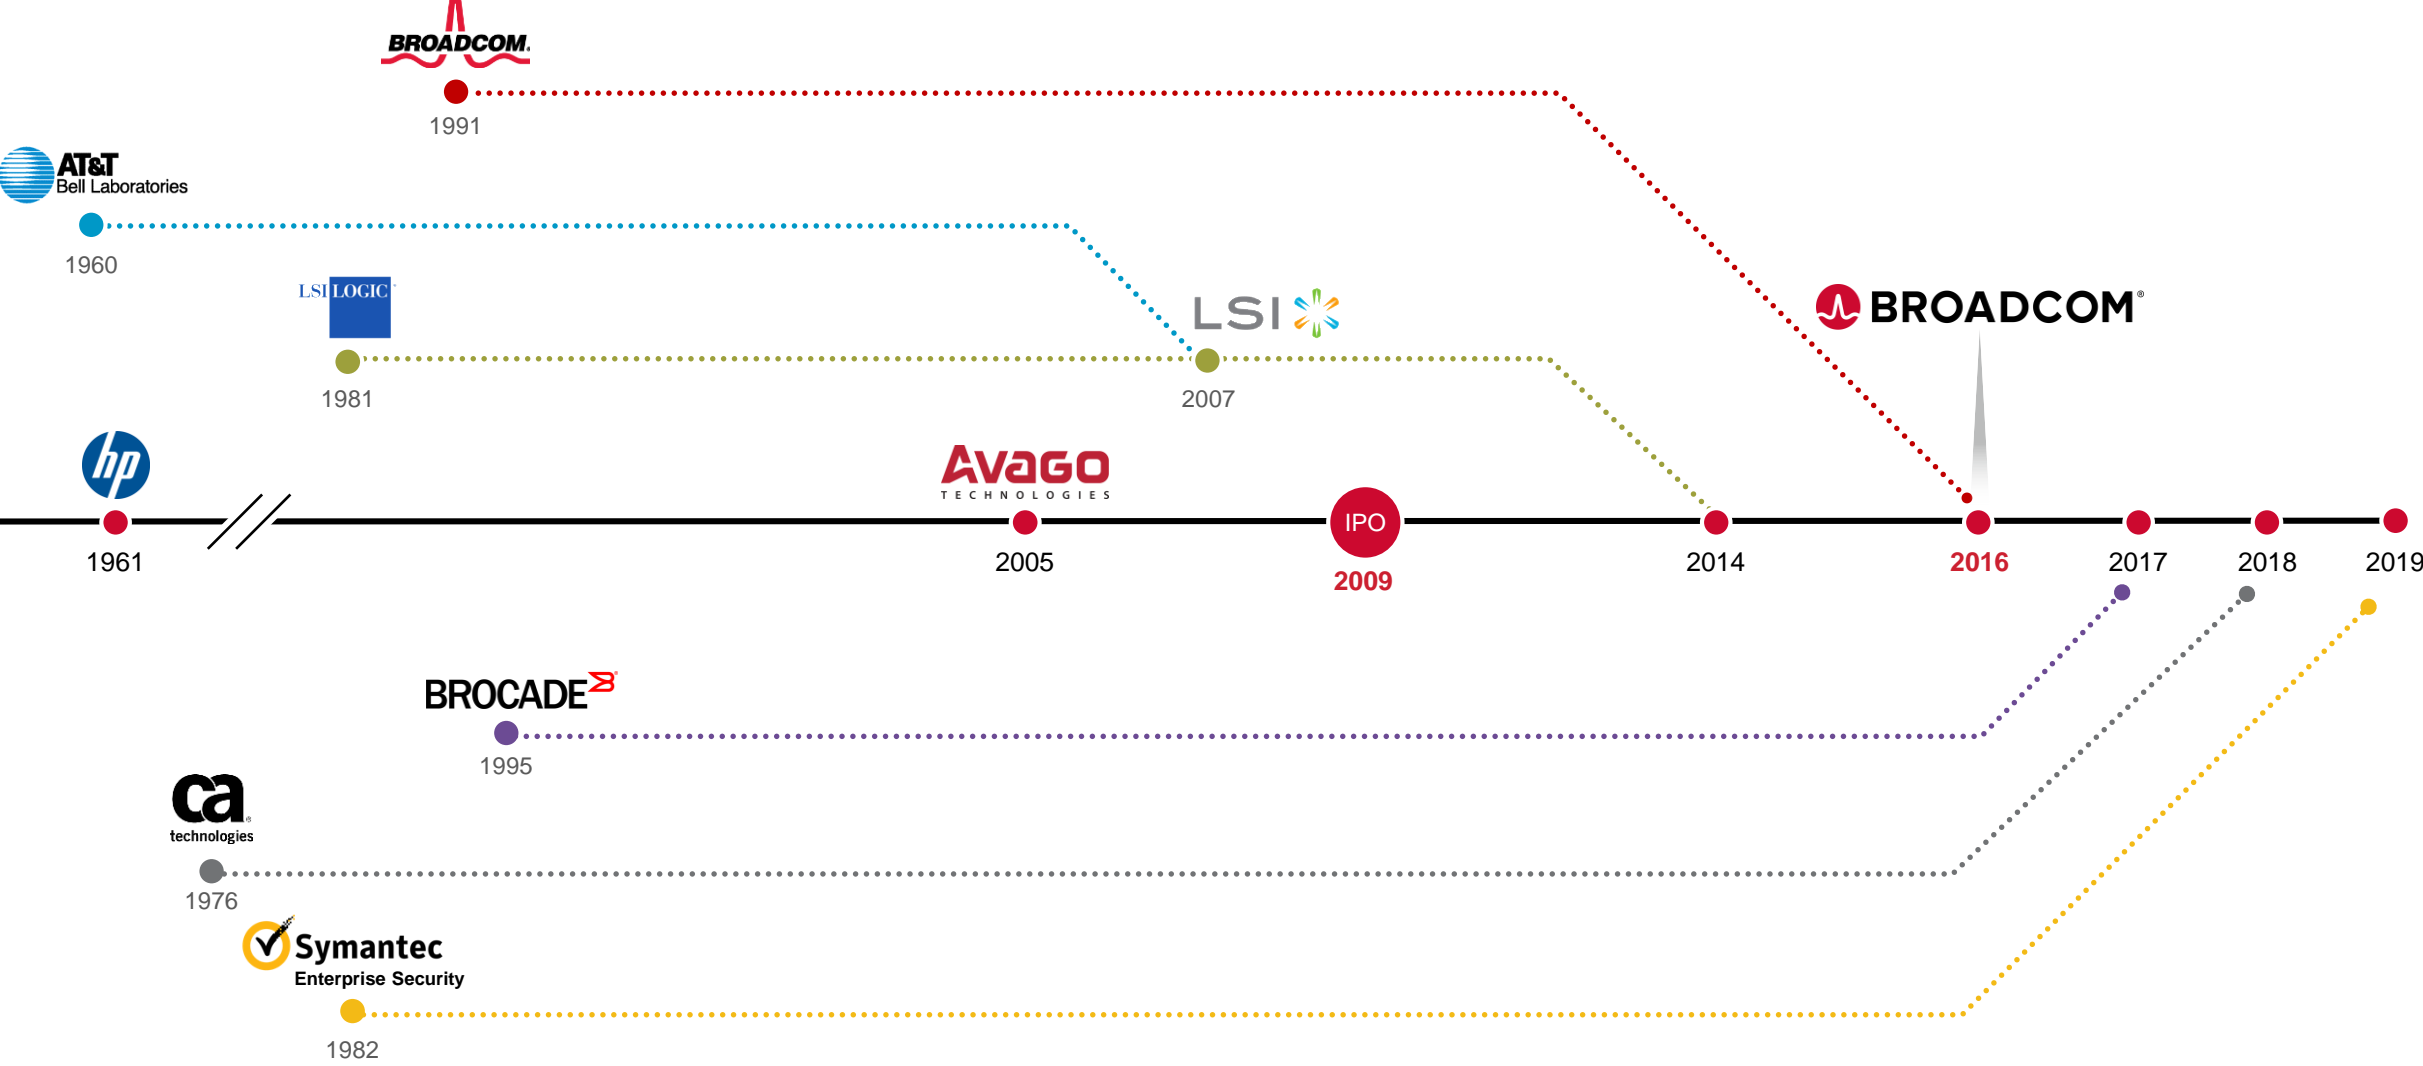 BROADCOM.
1991
AT&T
Bell Laboratories
1960
LSI LOGIC
1981
LSI
2007
BROADCOM®
hp
1961
AVAGO
TECHNOLOGIES
2005
IPO
2009
2014
2016
2017
2018
2019
BROCADE
1995
ca
technologies
1976
Symantec
Enterprise Security
1982